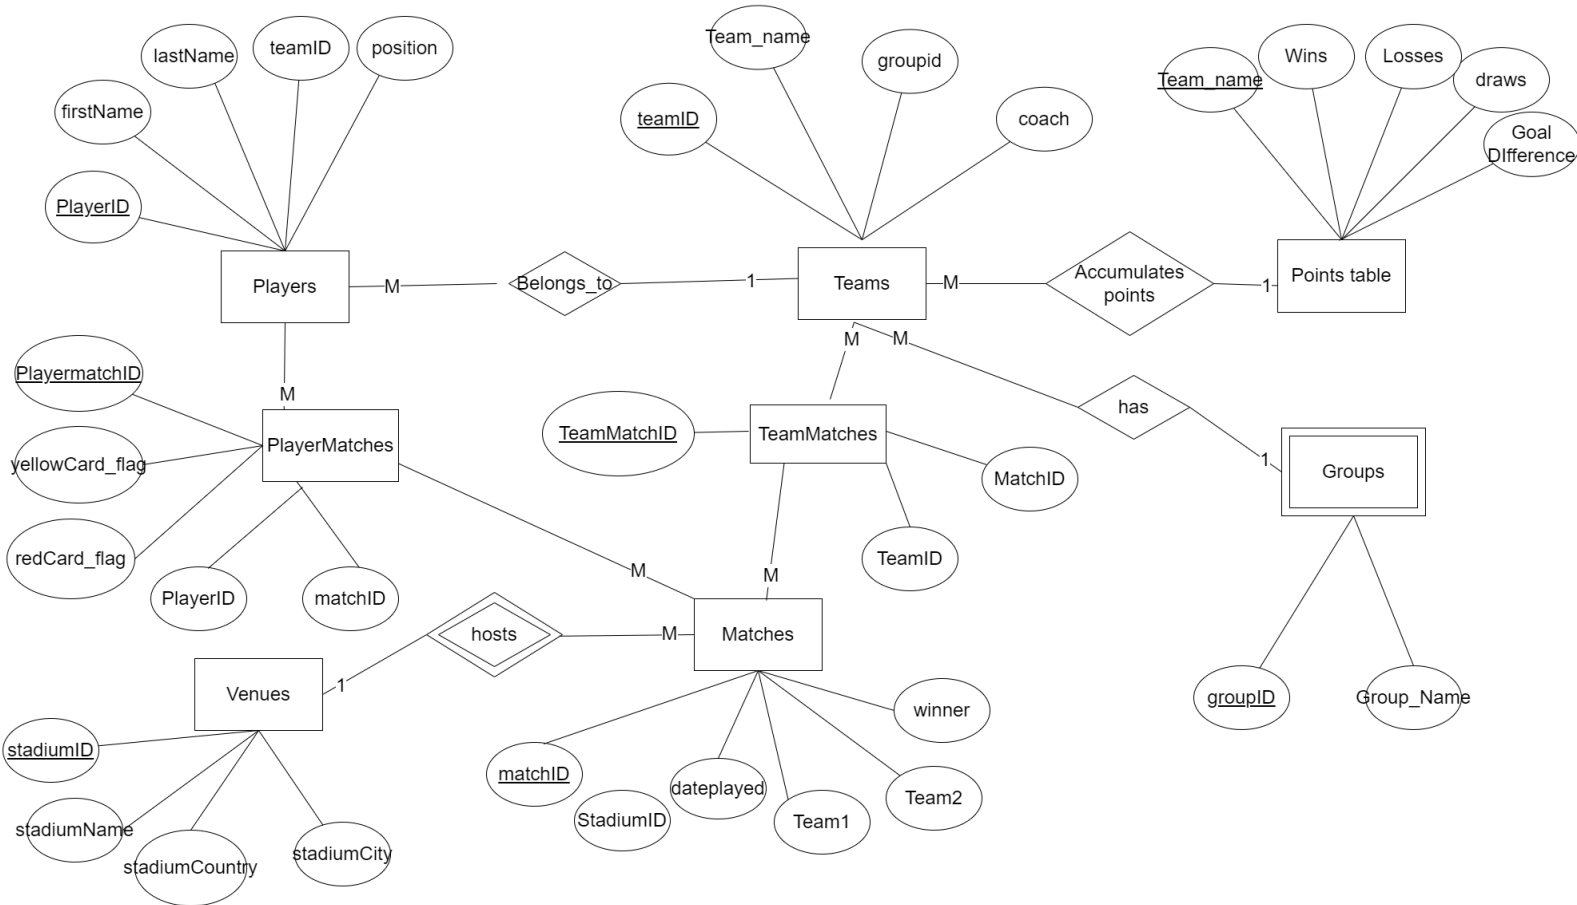 Team_name
lastName
teamID
position
groupid
Team_name
Wins
Losses
draws
firstName
teamID
coach
Goal
DIfference
PlayerID
Players
M
Belongs_to
1
Teams
M
Accumulates
points
1
Points table
M
M
M
PlayermatchID
has
PlayerMatches
TeamMatchID
TeamMatches
yellowCard_flag
MatchID
1
Groups
redCard_flag
TeamID
PlayerID
matchID
M
M
hosts
M
Matches
Venues
1
winner
groupID
Group_Name
stadiumID
matchID
dateplayed
Team2
StadiumID
Team1
stadiumName
stadiumCountry
stadiumCity